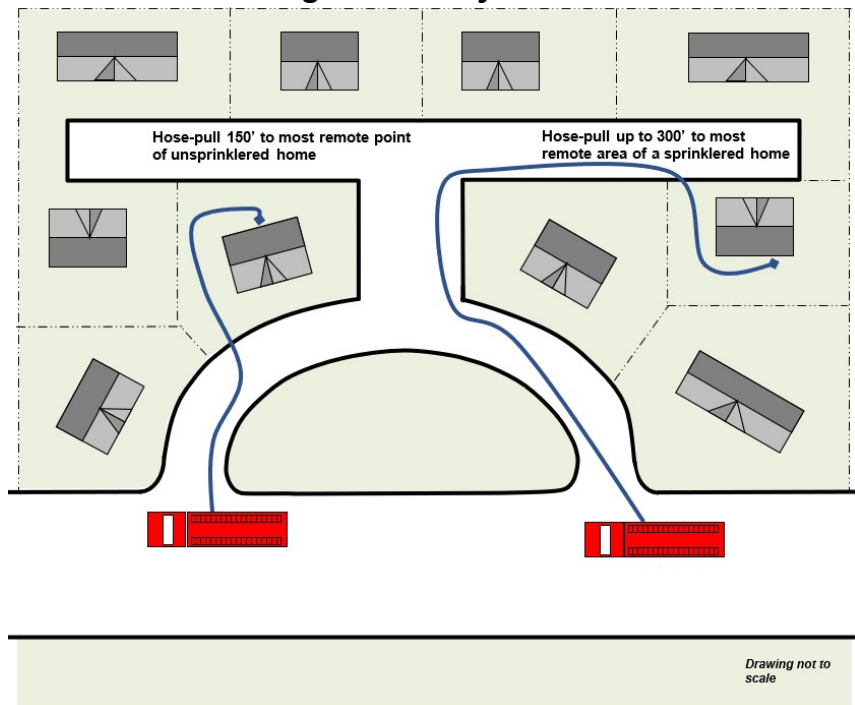 Hose-pull 150' to most remote point
of unsprinklered home
Hose-pull up to 300' to most
remote area of a sprinklered home
Drawing not to
scale